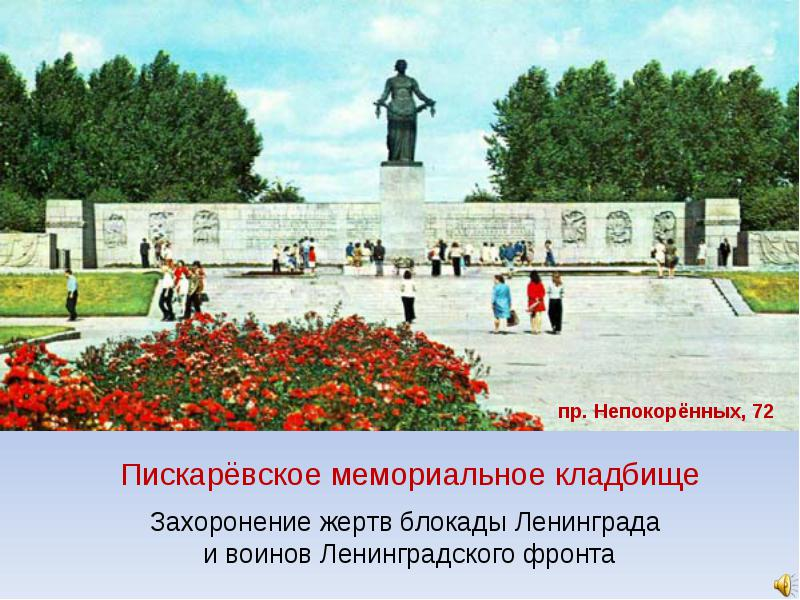 пр. Непокорённых, 72
Пискарёвское мемориальное кладбище
Захоронение жертв блокады Ленинграда
и воинов Ленинградского фронта